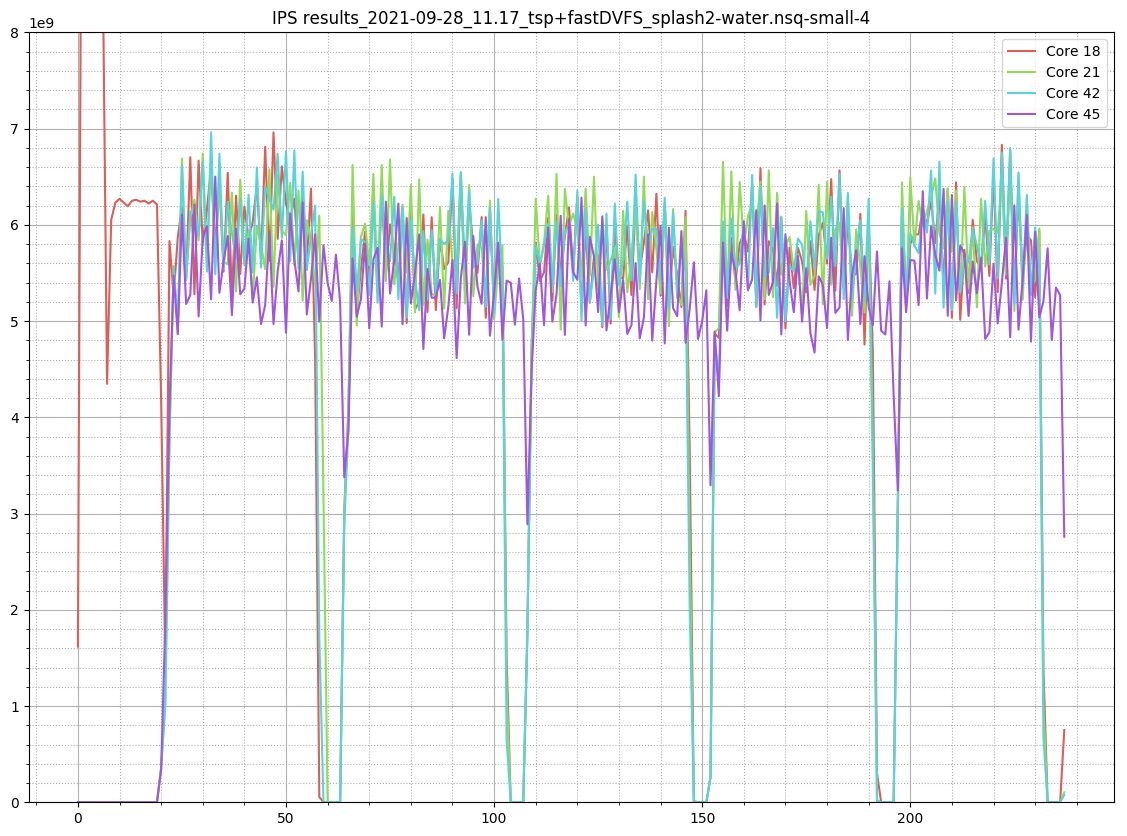 IPS results_2021-09-28_11.17_tsp+fastDVFS_splash2-water.nsq-small-4
1e9
8
7
6
5
4
3
2
1
0
0
50
100
150
200
Core 18
Core 21
Core 42
Core 45